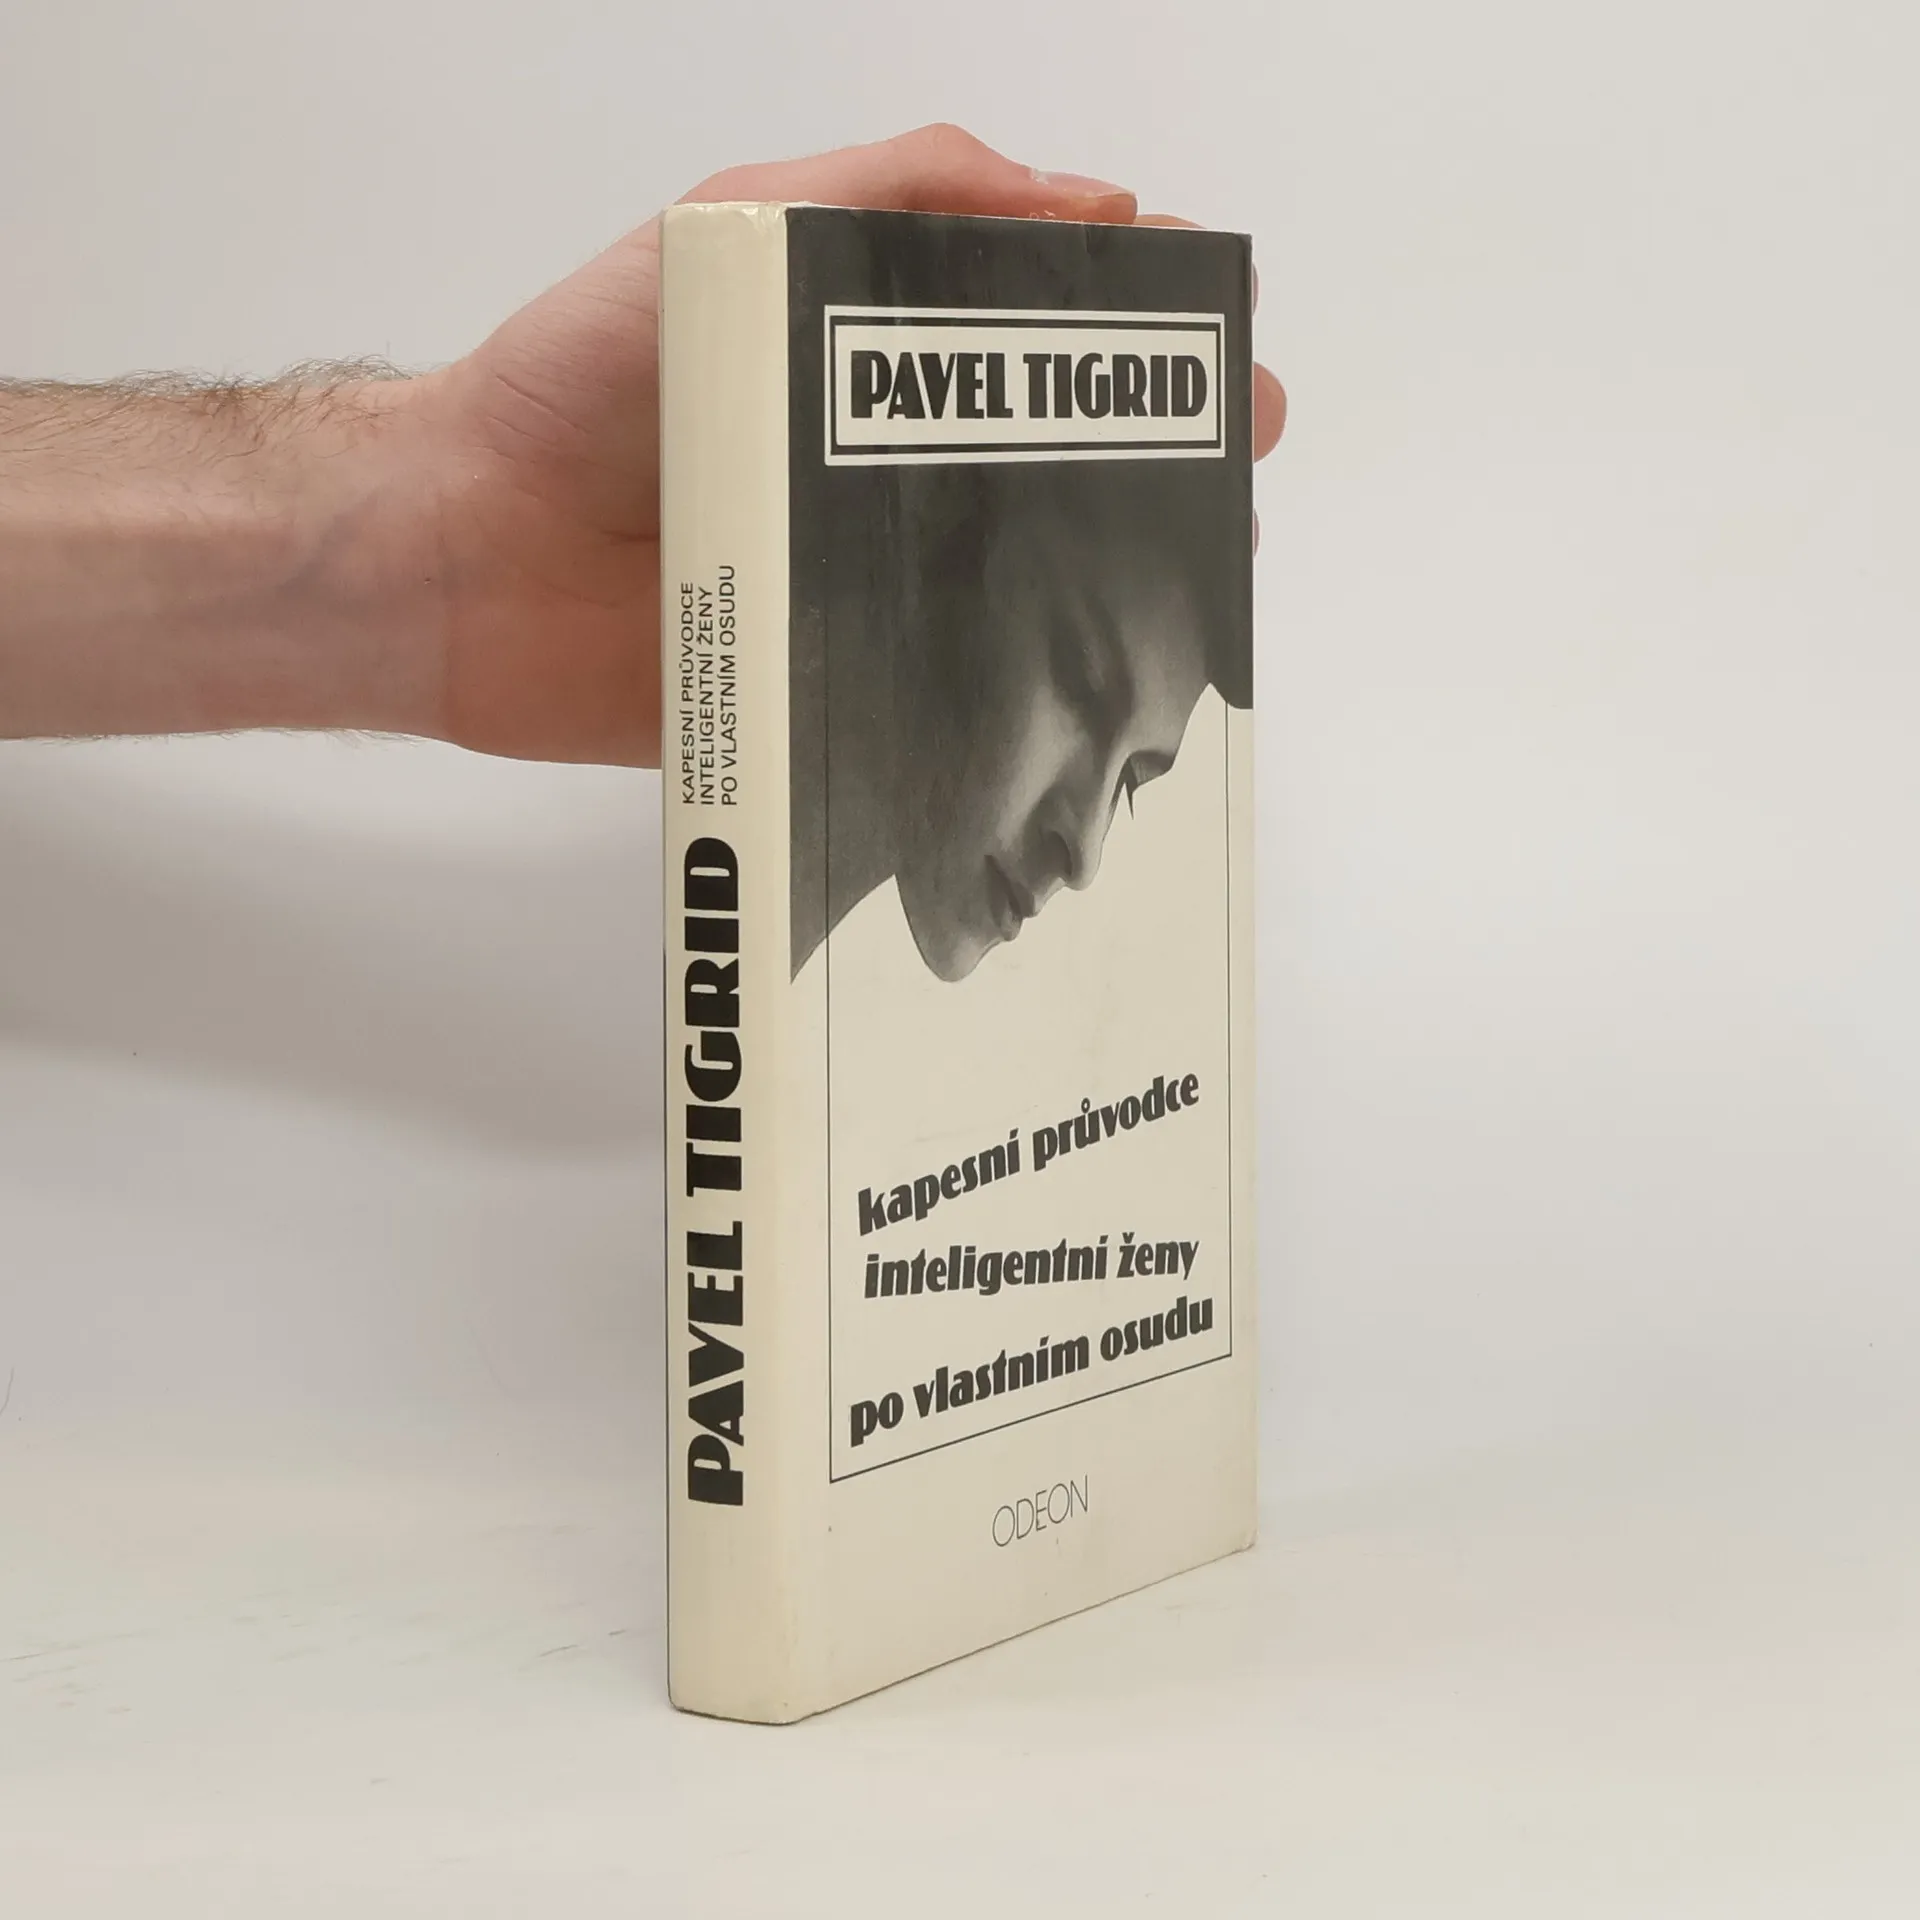 PAVEL TIGRID
kapesní průvodce
inteligentní ženy
po vlastním osudu
ODEON
PAVEL TIGRID
KAPESNÍ PRŮVODCE
INTELIGENTNÍ ŽENY
PO VLASTNÍM OSUDU